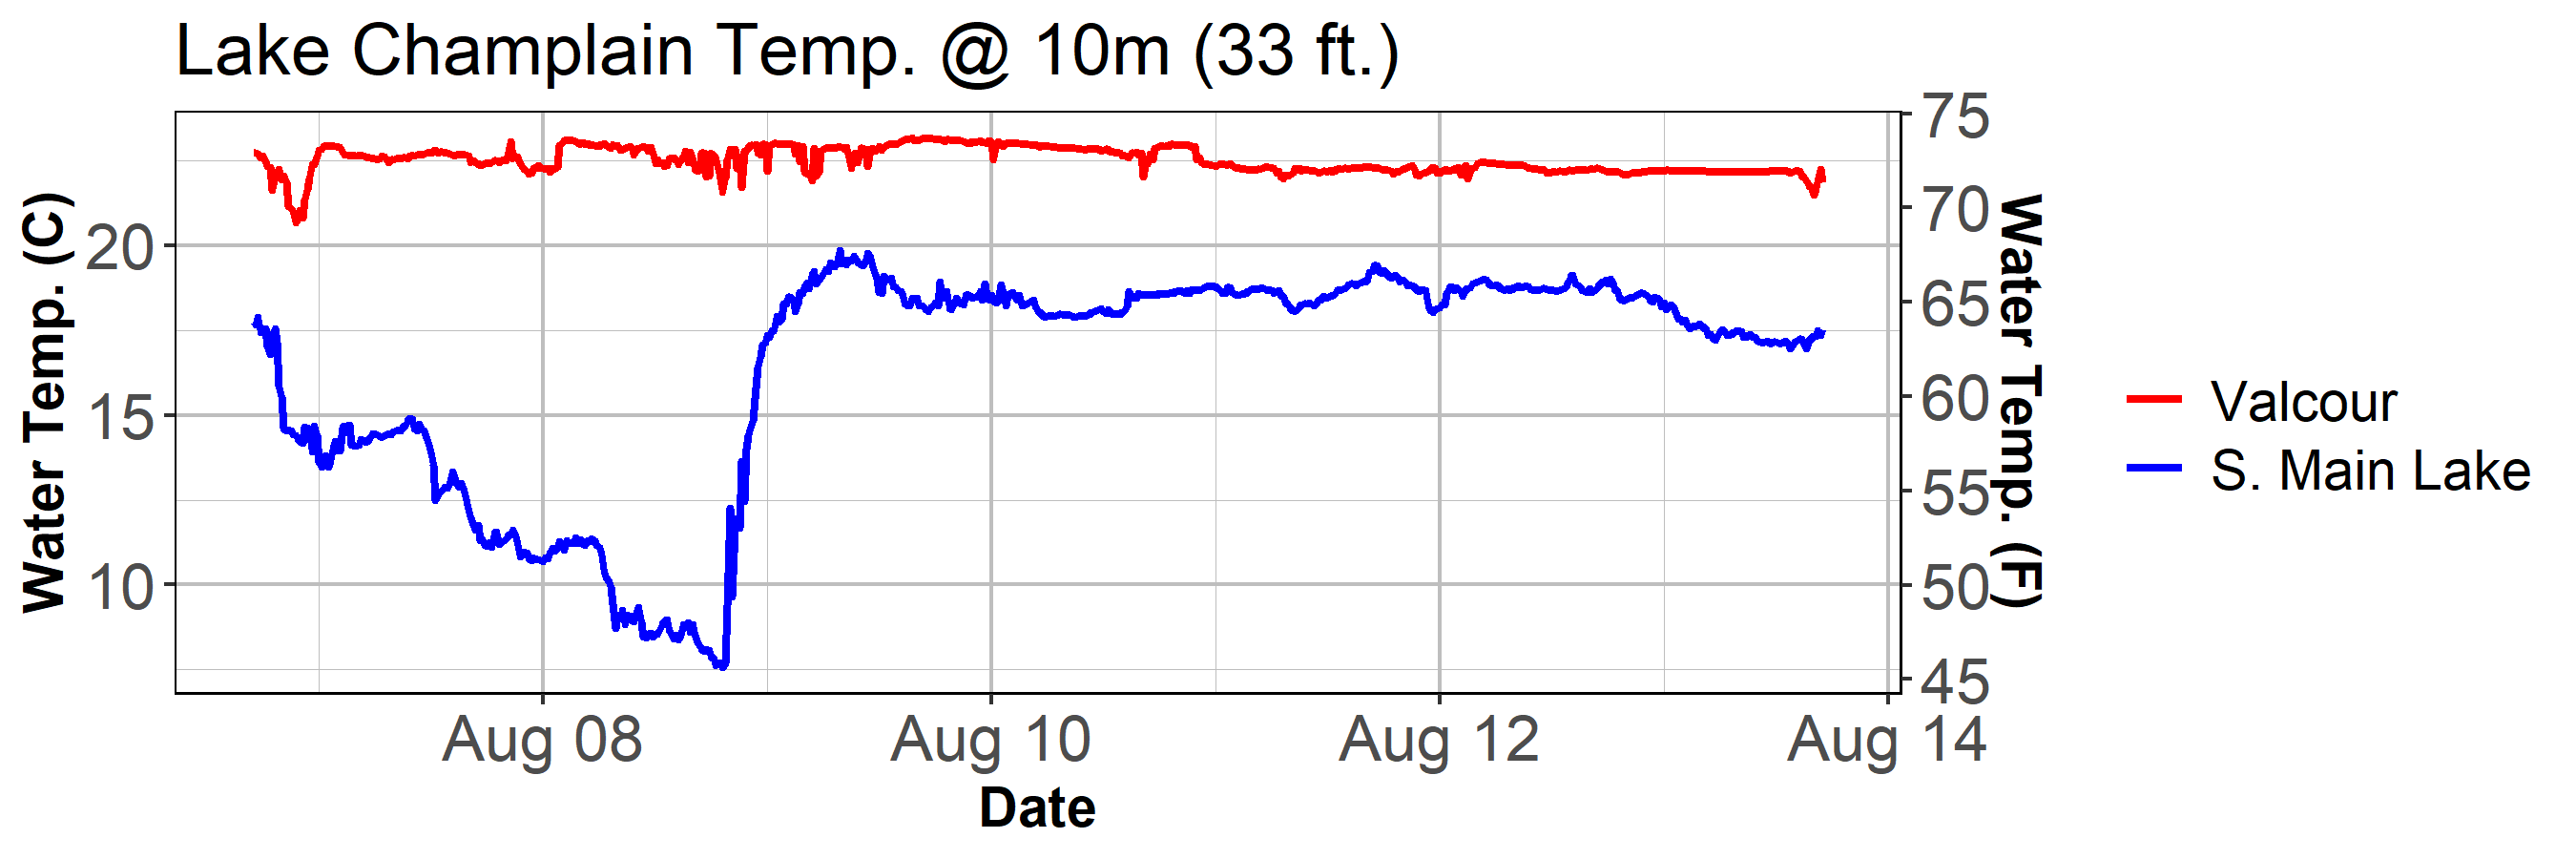 Lake Champlain Temp. @ 10m (33 ft.)
Water Temp. (C)
20
15
10
75
70
65
60
55
50
45
Water Temp. (F)
Aug 08
Aug 10
Aug 12
Aug 14
Date
Valcour
S. Main Lake